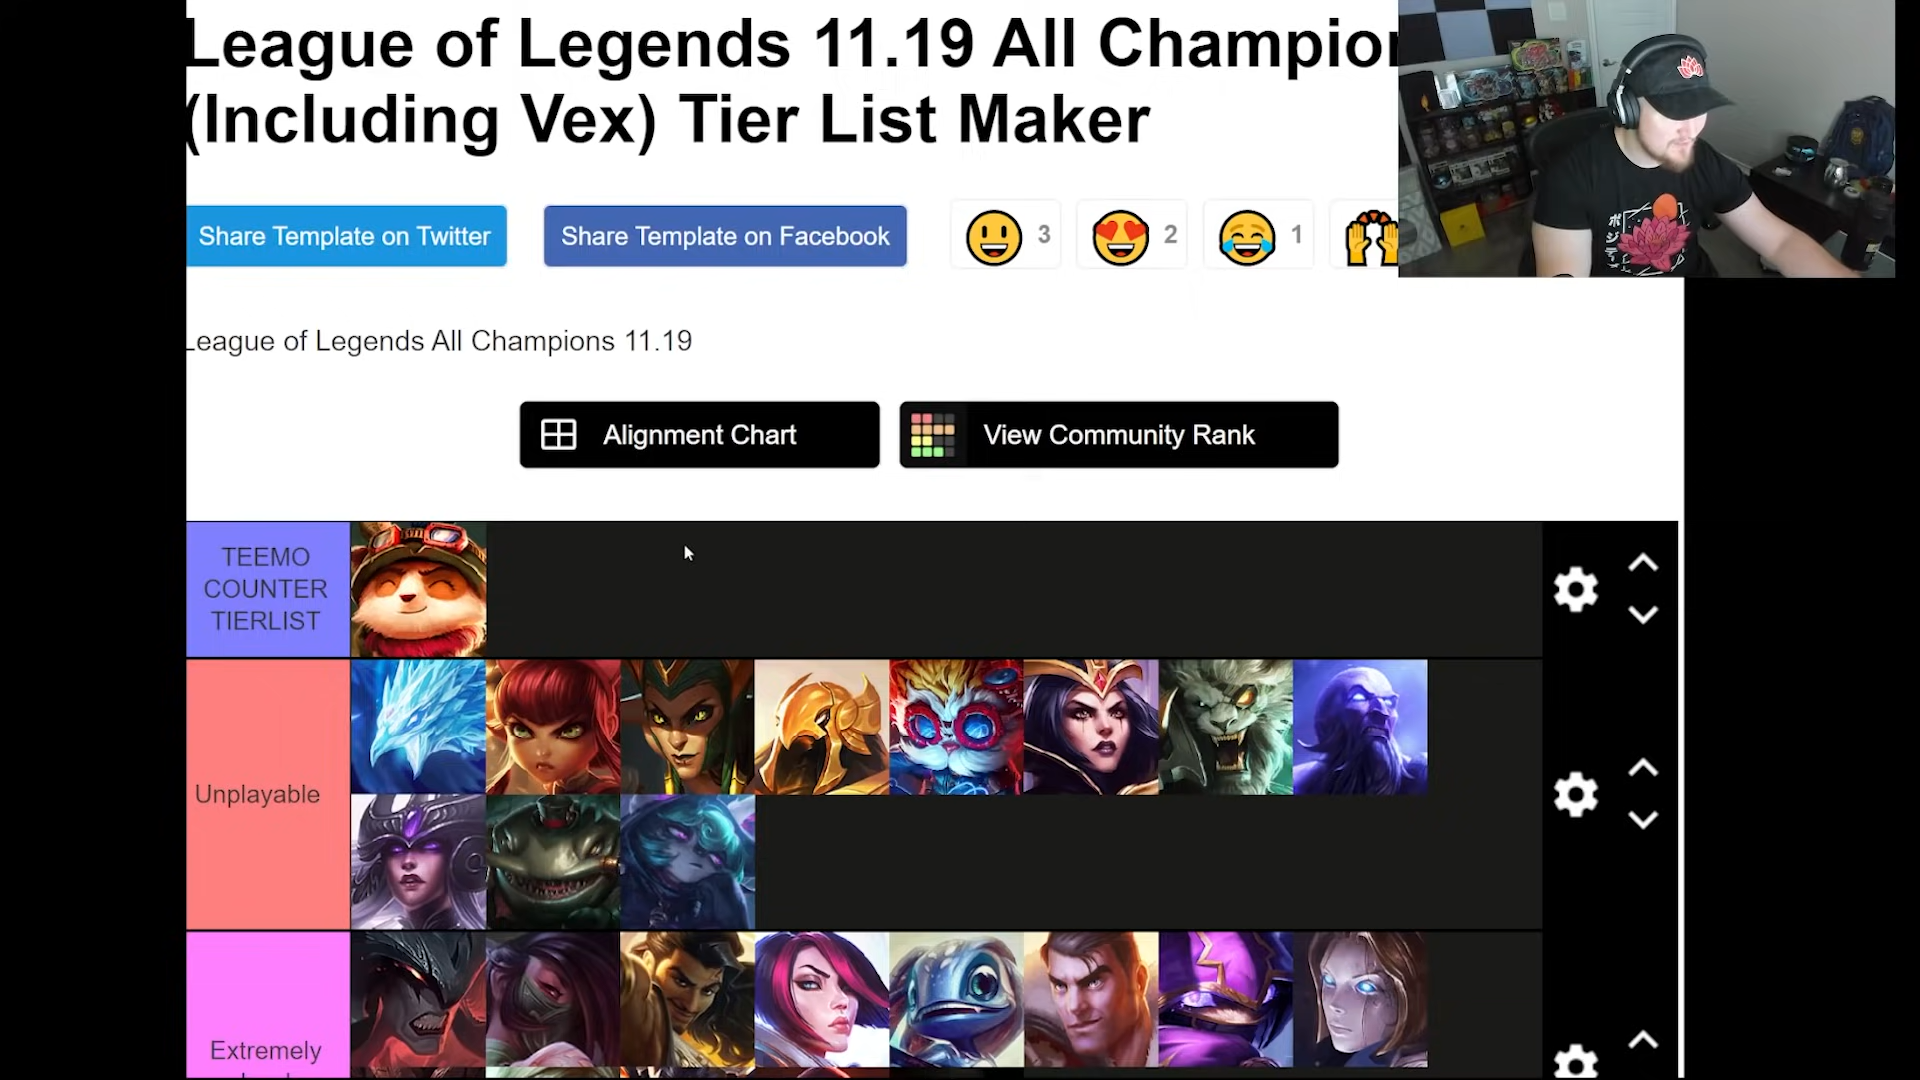 League of Legends 11.19 All Champion
(Including Vex) Tier List Maker
Share Template on Twitter
Share Template on Facebook
3
2
1
League of Legends All Champions 11.19
Alignment Chart
View Community Rank
TEEMO
COUNTER
TIERLIST
Unplayable
Extremely